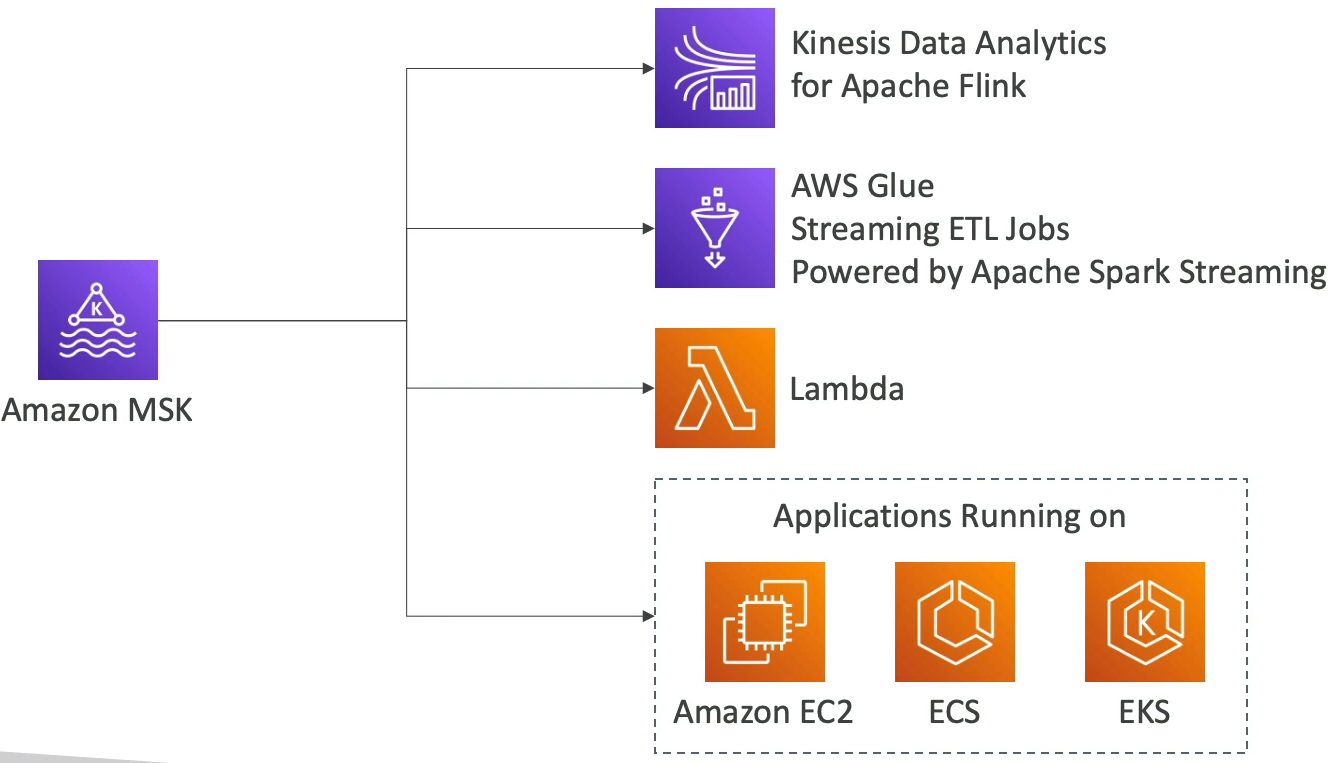 Kinesis Data Analytics
for Apache Flink
AWS Glue
Streaming ETL Jobs
Powered by Apache Spark Streaming
K
Amazon MSK
Lambda
Applications Running on
K
Amazon EC2
ECS
EKS